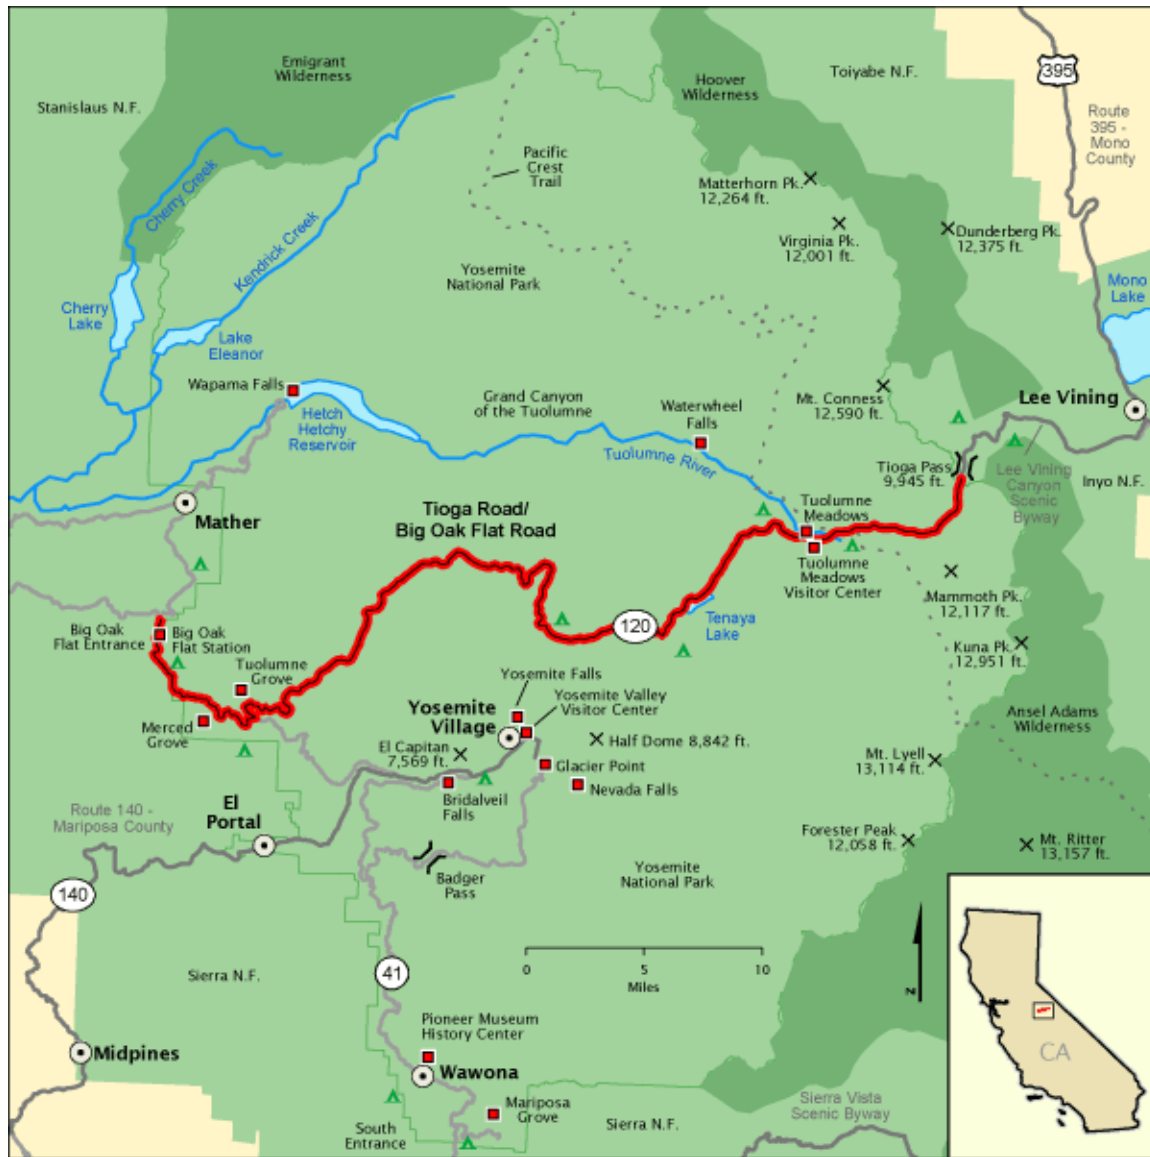 Emigrant
Wilderness
Stanislaus N.F.
Hoover
Wilderness
Toiyabe N.F.
395
Route
395 -
Mono
County
Pacific
Crest
Trail
Matterhorn Pk.
12,264 ft.
Virginia Pk.
12,001 ft.
Dunderberg Pk.
12,375 ft.
Cherry Creek
Kendrick Creek
Yosemite
National Park
Cherry
Lake
Lake
Eleanor
Mono
Lake
Wapama Falls
Hetch
Hetchy
Reservoir
Grand Canyon
of the Tuolumne
Waterwheel
Falls
Tuolumne River
Mt. Conness
12,590 ft.
Lee Vining
Tioga Pass
9,945 ft.
Lee Vining
Canyon
Scenic
Byway
Inyo N.F.
Mather
Tioga Road/
Big Oak Flat Road
Tuolumne
Meadows
Tuolumne
Meadows
Visitor Center
Mammoth Pk.
12,117 ft.
Big Oak
Flat Entrance
Big Oak
Flat Station
120
Tenaya
Lake
Kuna Pk.
12,951 ft.
Tuolumne
Grove
Merced
Grove
Yosemite Falls
Yosemite
Village
Yosemite Valley
Visitor Center
Ansel Adams
Wilderness
El Capitan
7,569 ft.
Half Dome 8,842 ft.
Glacier Point
Nevada Falls
Bridalveil
Falls
Mt. Lyell
13,114 ft.
Route 140 -
Mariposa County
El
Portal
Forester Peak
12,058 ft.
Mt. Ritter
13,157 ft.
Badger
Pass
Yosemite
National Park
140
Sierra N.F.
41
0 5 10
Miles
N
Pioneer Museum
History Center
CA
Midpines
Wawona
Mariposa
Grove
South
Entrance
Sierra N.F.
Sierra Vista
Scenic Byway